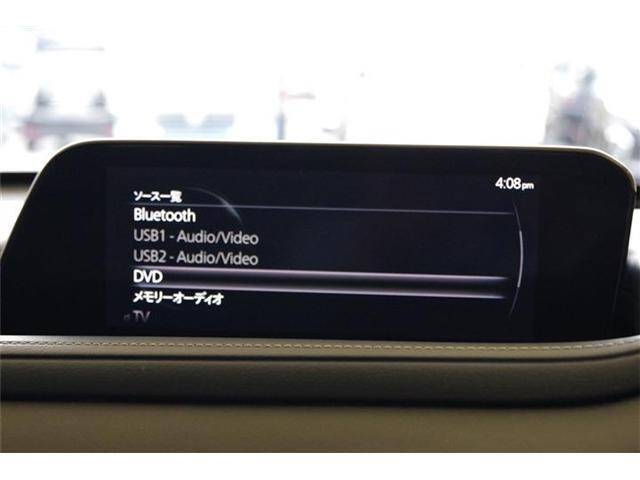 4:08pm
ソース一覧
Bluetooth
USB1 - Audio/Video
USB2 - Audio/Video
DVD
メモリーオーディオ
TV